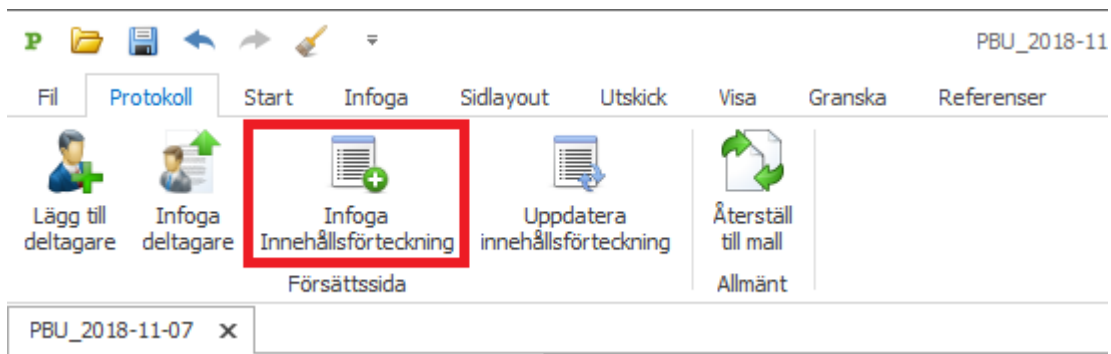 P
PBU_2018-11
Fil Protokoll Start Infoga Sidlayout Utskick Visa Granska Referenser
Lägg till deltagare
Infoga deltagare
Infoga Innehållsförteckning
Uppdatera innehållsförteckning
Återställ till mall
Försättssida
Allmänt
PBU_2018-11-07 x